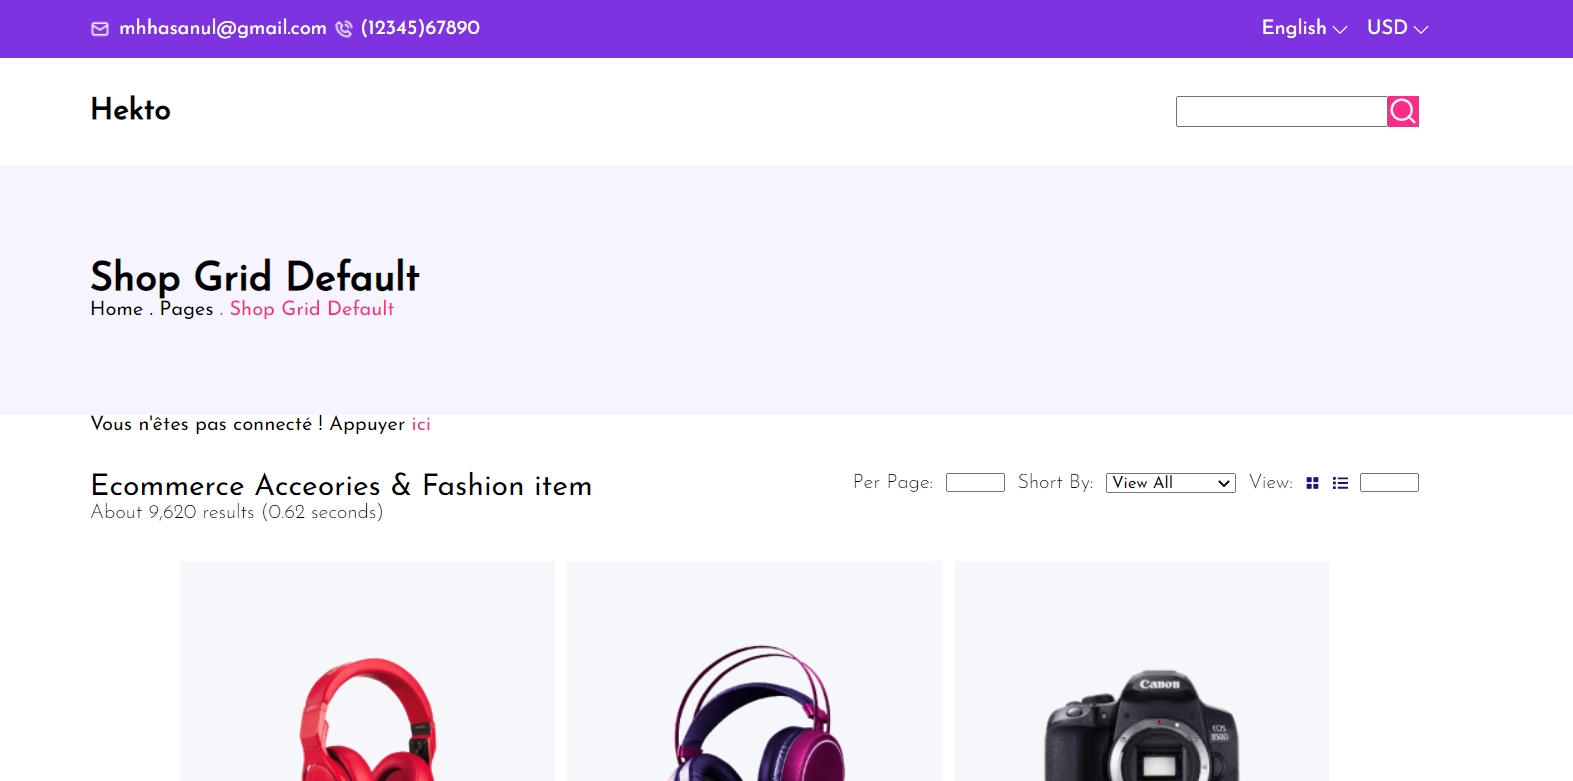 mhhasanul@gmail.com (12345)67890 English USD
Hekto
Shop Grid Default
Home . Pages . Shop Grid Default
Vous n'êtes pas connecté ! Appuyer ici
Ecommerce Acceories & Fashion item Per Page: Short By: View All View:
About 9,620 results (0.62 seconds)
Canon
EOS
850D